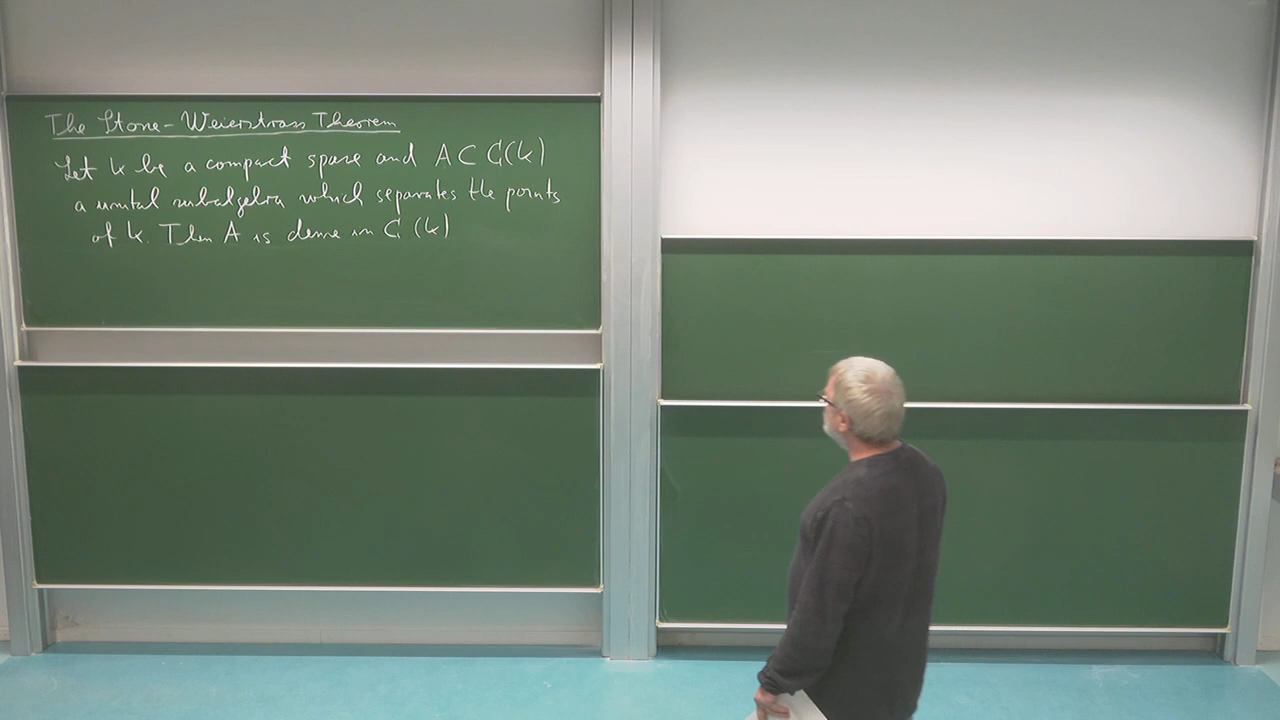 The Stone-Weierstrass Theorem
Let K be a compact space and A ⊂ C(K)
a unital subalgebra which separates the points
of K. Then A is dense in C(K)